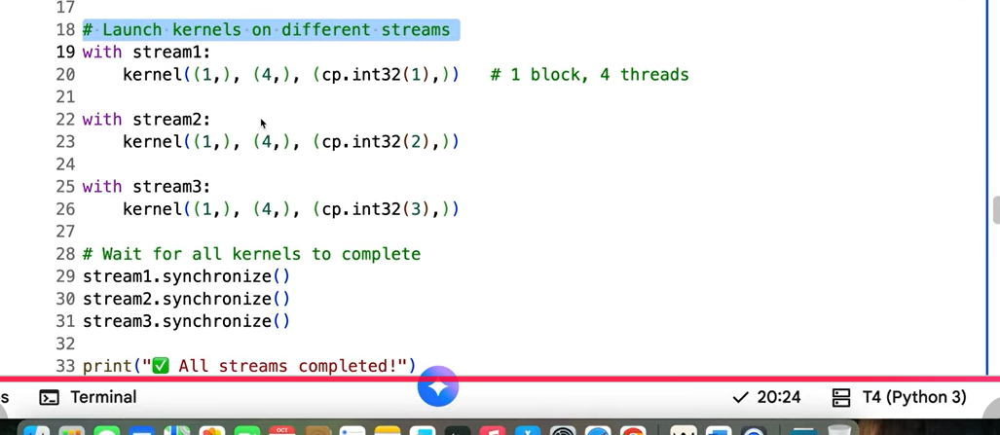 17
18 # Launch kernels on different streams
19 with stream1:
20     kernel((1,), (4,), (cp.int32(1),))   # 1 block, 4 threads
21
22 with stream2:
23     kernel((1,), (4,), (cp.int32(2),))
24
25 with stream3:
26     kernel((1,), (4,), (cp.int32(3),))
27
28 # Wait for all kernels to complete
29 stream1.synchronize()
30 stream2.synchronize()
31 stream3.synchronize()
32
33 print("✅ All streams completed!")
s Terminal ✓ 20:24 T4 (Python 3)
OCT